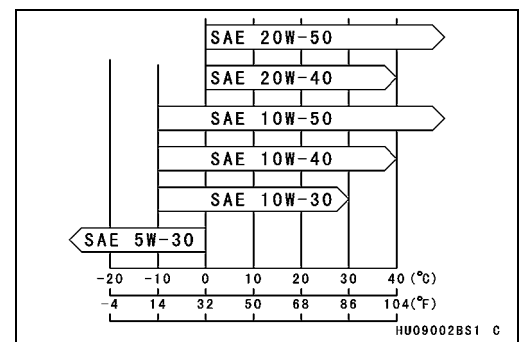 SAE 20W-50
SAE 20W-40
SAE 10W-50
SAE 10W-40
SAE 10W-30
SAE 5W-30
-20 -10 0 10 20 30 40 (°C)
-4 14 32 50 68 86 104(°F)
HU09002BS1 C